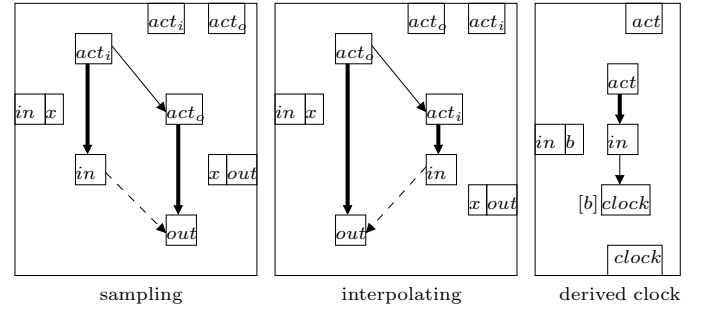 act_i act_o
act_i
act_o
in x
in
x out
out
sampling
act_o act_i
act_o
act_i
in x
in
x out
out
interpolating
act
act
in b
in
[b] clock
clock
derived clock